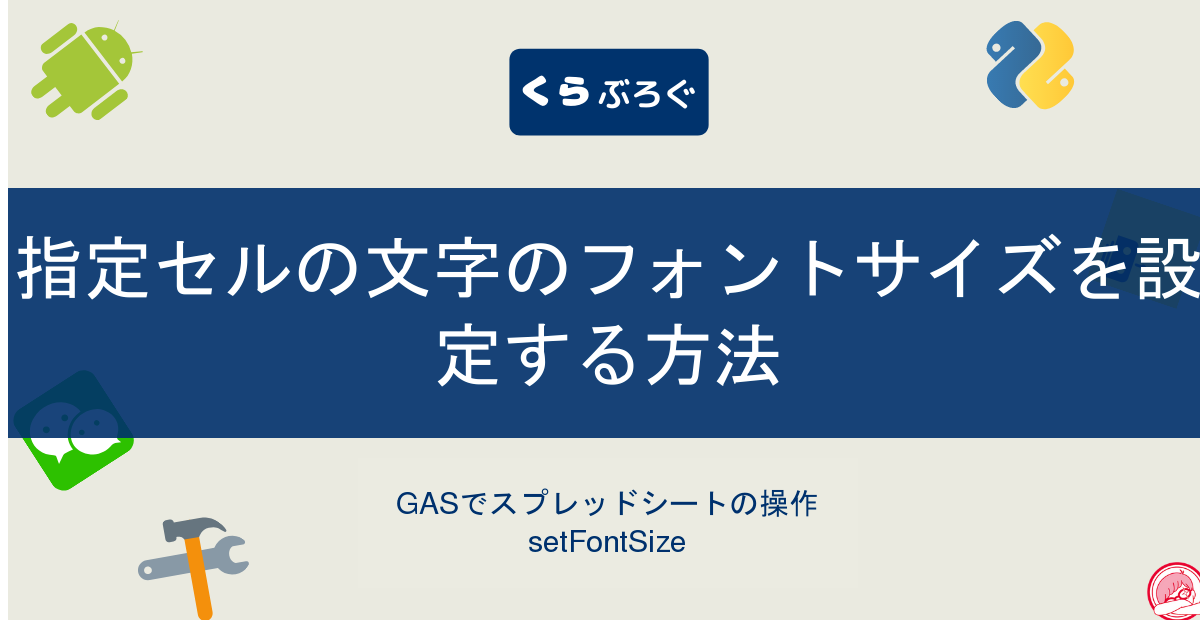 くらぶろぐ
指定セルの文字のフォントサイズを設
定する方法
GASでスプレッドシートの操作
setFontSize